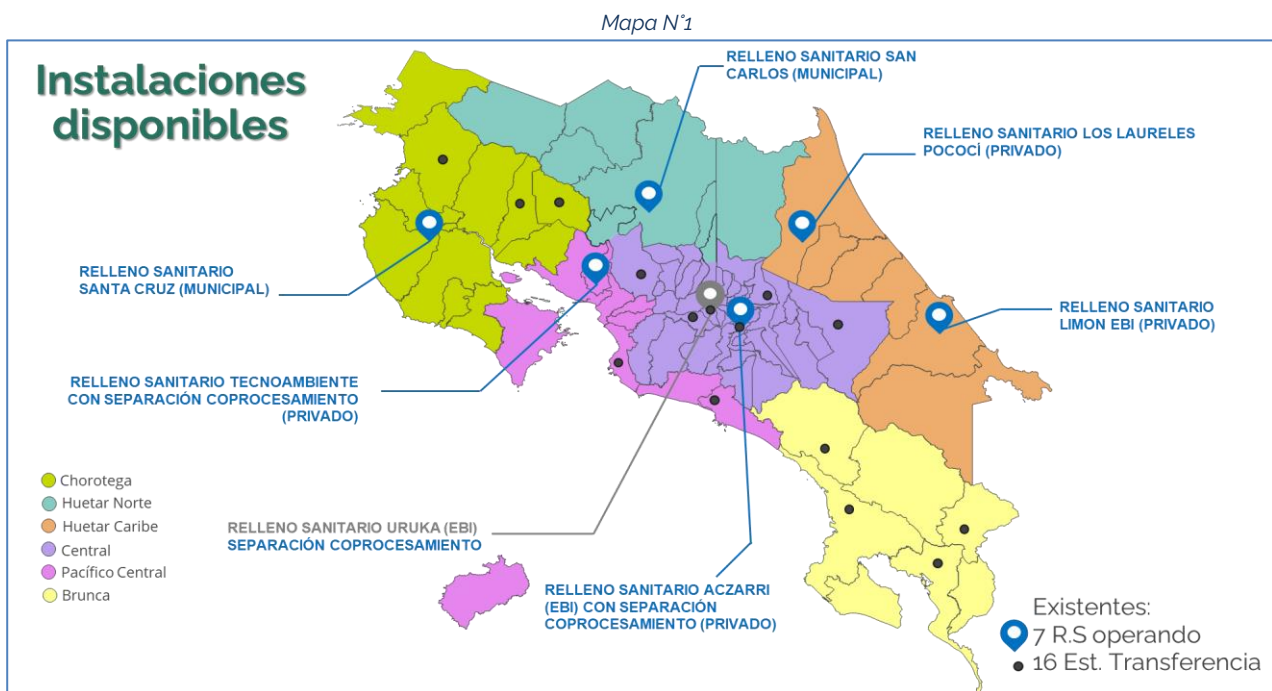 Mapa N°1
Instalaciones
disponibles
RELLENO SANITARIO SAN
CARLOS (MUNICIPAL)
RELLENO SANITARIO LOS LAURELES
POCOCÍ (PRIVADO)
RELLENO SANITARIO
SANTA CRUZ (MUNICIPAL)
RELLENO SANITARIO
LIMON EBI (PRIVADO)
RELLENO SANITARIO TECNOAMBIENTE
CON SEPARACIÓN COPROCESAMIENTO
(PRIVADO)
Chorotega
Huetar Norte
Huetar Caribe
Central
Pacífico Central
Brunca
RELLENO SANITARIO URUKA (EBI)
SEPARACIÓN COPROCESAMIENTO
RELLENO SANITARIO ACZARRI
(EBI) CON SEPARACIÓN
COPROCESAMIENTO (PRIVADO)
Existentes:
7 R.S operando
16 Est. Transferencia